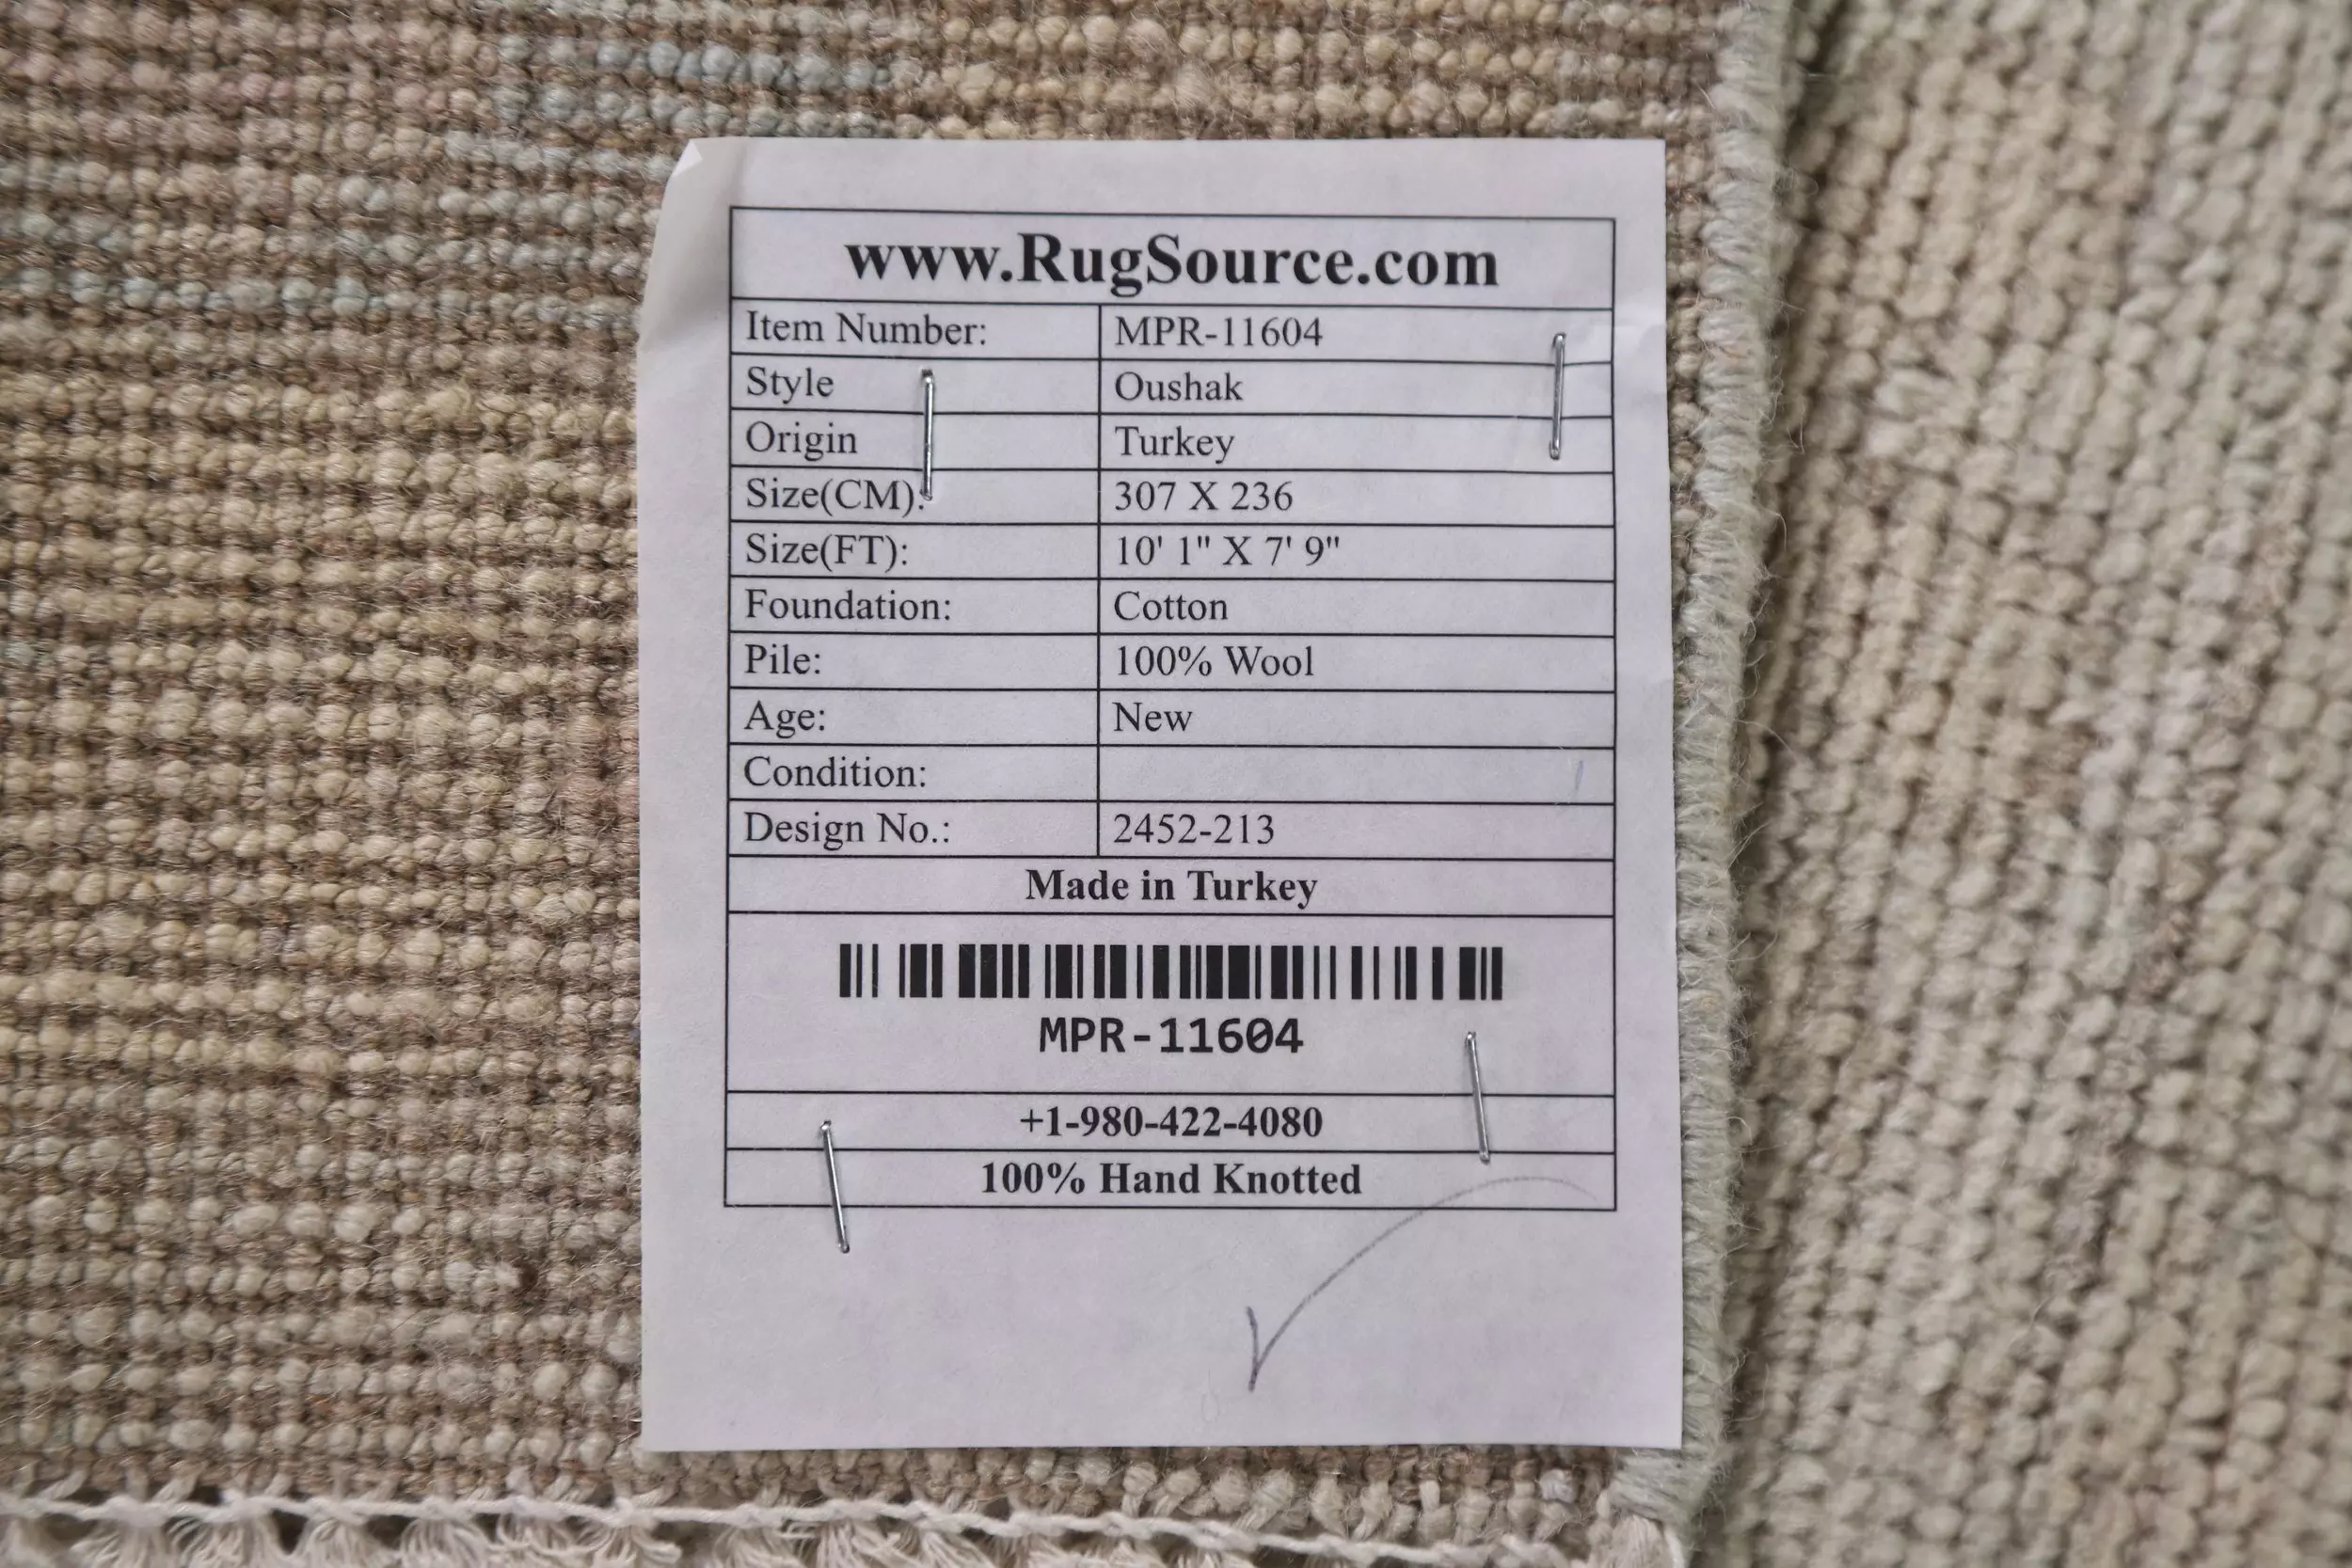 www.RugSource.com
Item Number: MPR-11604
Style Oushak
Origin Turkey
Size(CM): 307 X 236
Size(FT): 10' 1" X 7' 9"
Foundation: Cotton
Pile: 100% Wool
Age: New
Condition:
Design No.: 2452-213
Made in Turkey
MPR-11604
+1-980-422-4080
100% Hand Knotted